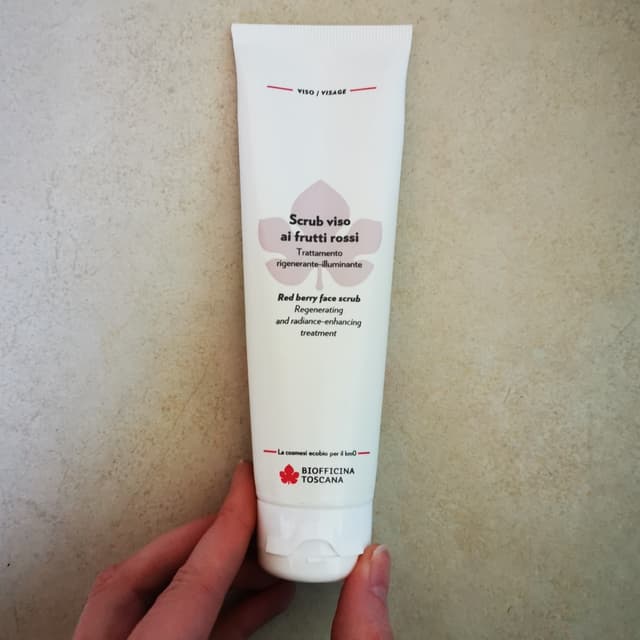 VISO / VISAGE
Scrub viso
ai frutti rossi
Trattamento
rigenerante-illuminante
Red berry face scrub
Regenerating
and radiance-enhancing
treatment
La cosmesi ecobio per il km0
BIOFFICINA
TOSCANA